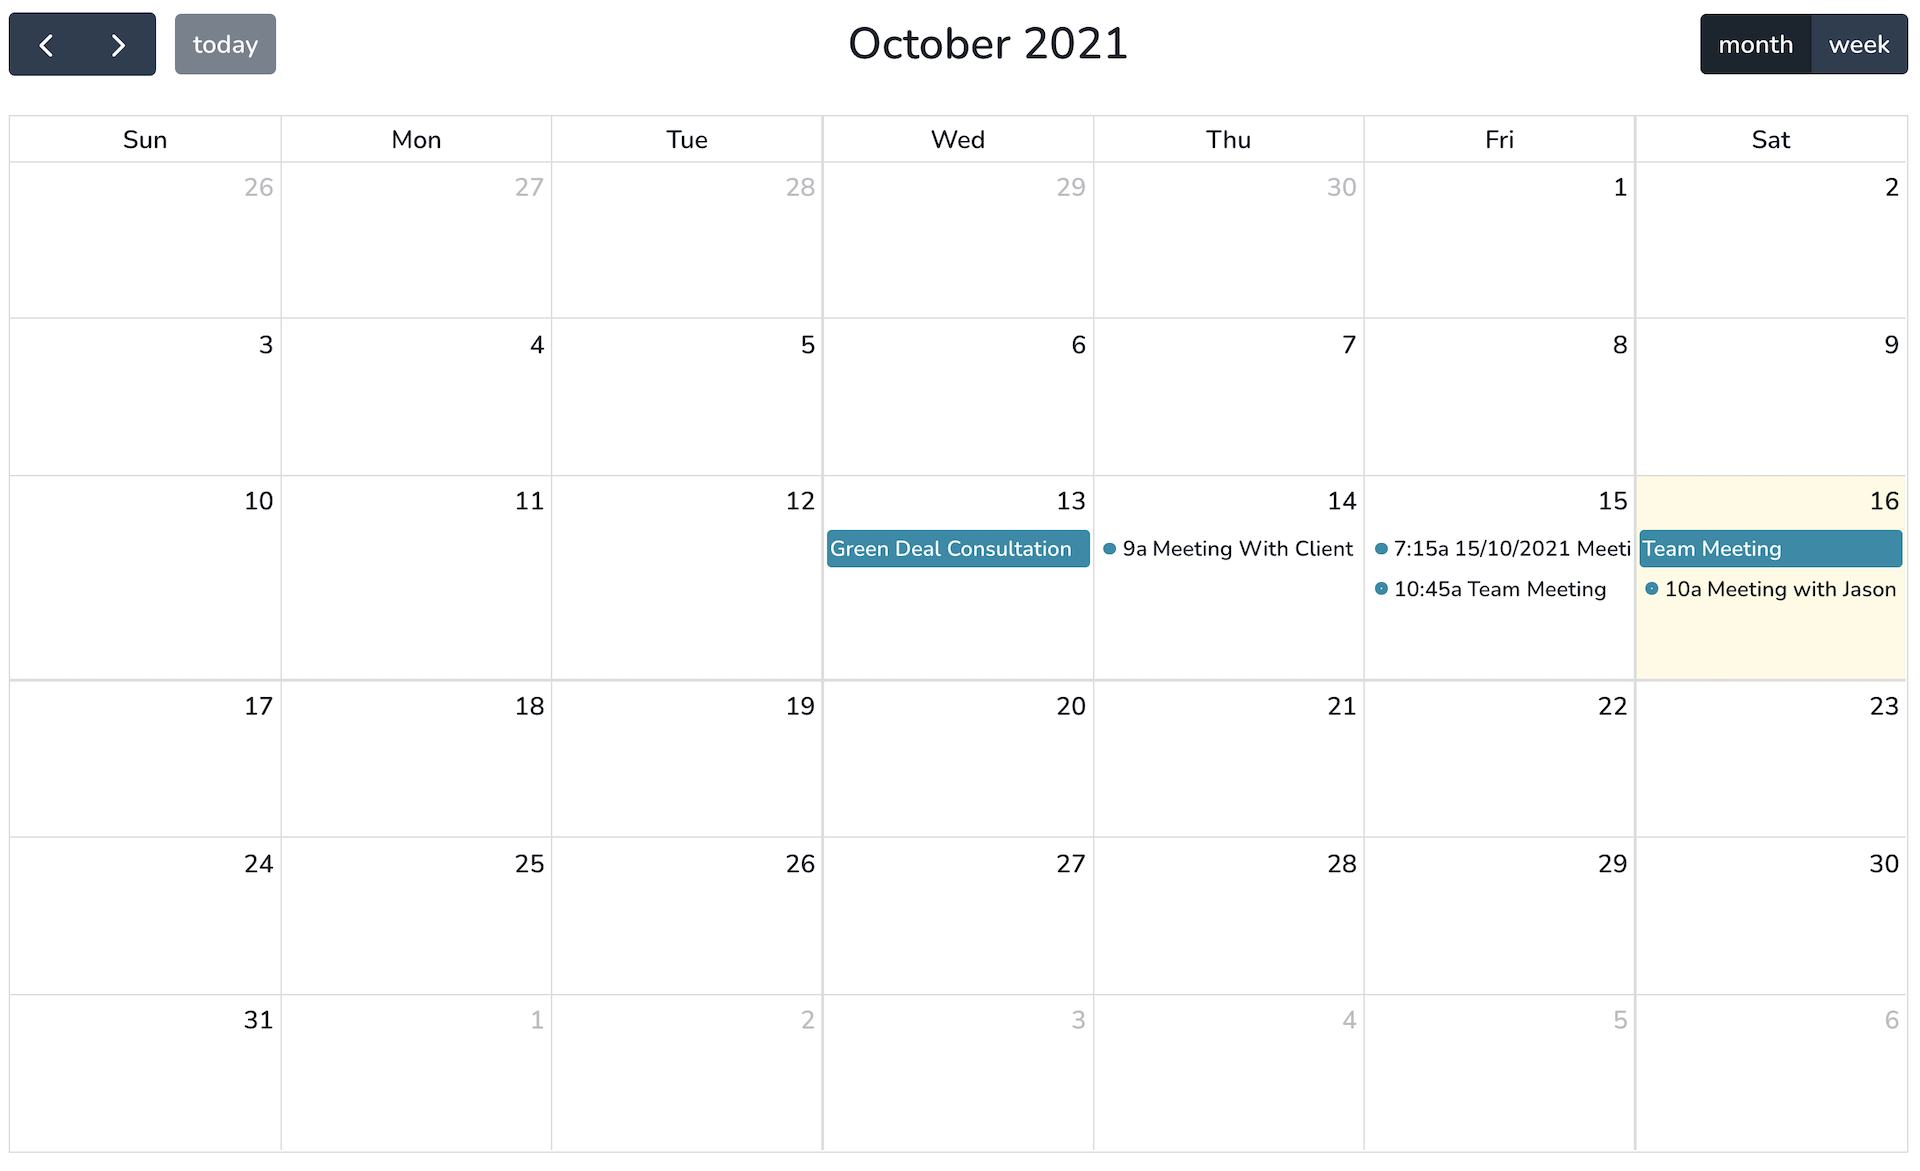 today
October 2021
month week
Sun Mon Tue Wed Thu Fri Sat
26 27 28 29 30 1 2
3 4 5 6 7 8 9
10 11 12 13 14 15 16
Green Deal Consultation
9a Meeting With Client
7:15a 15/10/2021 Meeti
10:45a Team Meeting
Team Meeting
10a Meeting with Jason
17 18 19 20 21 22 23
24 25 26 27 28 29 30
31 1 2 3 4 5 6